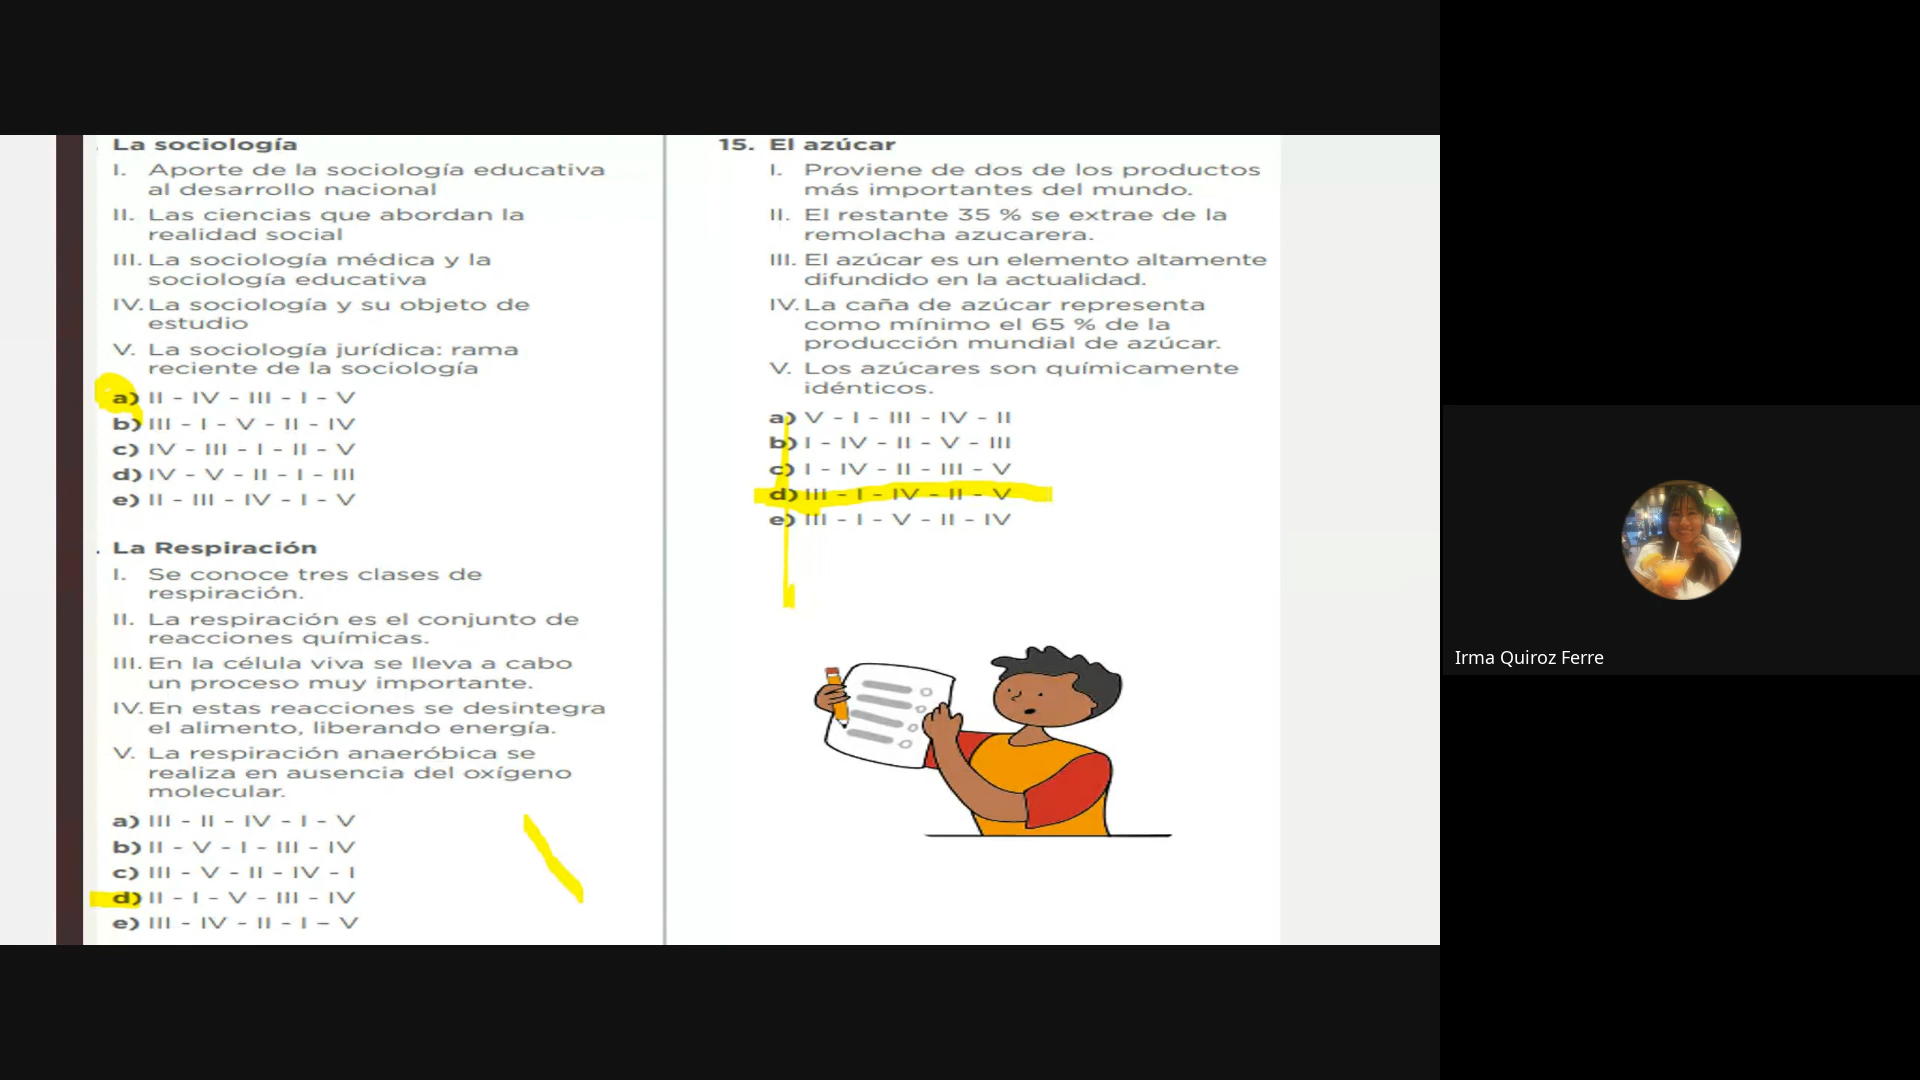 La sociología
I. Aporte de la sociología educativa
al desarrollo nacional
II. Las ciencias que abordan la
realidad social
III. La sociología médica y la
sociología educativa
IV. La sociología y su objeto de
estudio
V. La sociología jurídica: rama
reciente de la sociología
a) II - IV - III - I - V
b) III - I - V - II - IV
c) IV - III - I - II - V
d) IV - V - II - I - III
e) II - III - IV - I - V
. La Respiración
I. Se conoce tres clases de
respiración.
II. La respiración es el conjunto de
reacciones químicas.
III. En la célula viva se lleva a cabo
un proceso muy importante.
IV. En estas reacciones se desintegra
el alimento, liberando energía.
V. La respiración anaeróbica se
realiza en ausencia del oxígeno
molecular.
a) III - II - IV - I - V
b) II - V - I - III - IV
c) III - V - II - IV - I
d) II - I - V - III - IV
e) III - IV - II - I – V
15. El azúcar
I. Proviene de dos de los productos
más importantes del mundo.
II. El restante 35 % se extrae de la
remolacha azucarera.
III. El azúcar es un elemento altamente
difundido en la actualidad.
IV. La caña de azúcar representa
como mínimo el 65 % de la
producción mundial de azúcar.
V. Los azúcares son químicamente
idénticos.
a) V - I - III - IV - II
b) I - IV - II - V - III
c) I - IV - II - III - V
d) III - I - IV - II - V
e) III - I - V - II - IV
Irma Quiroz Ferre